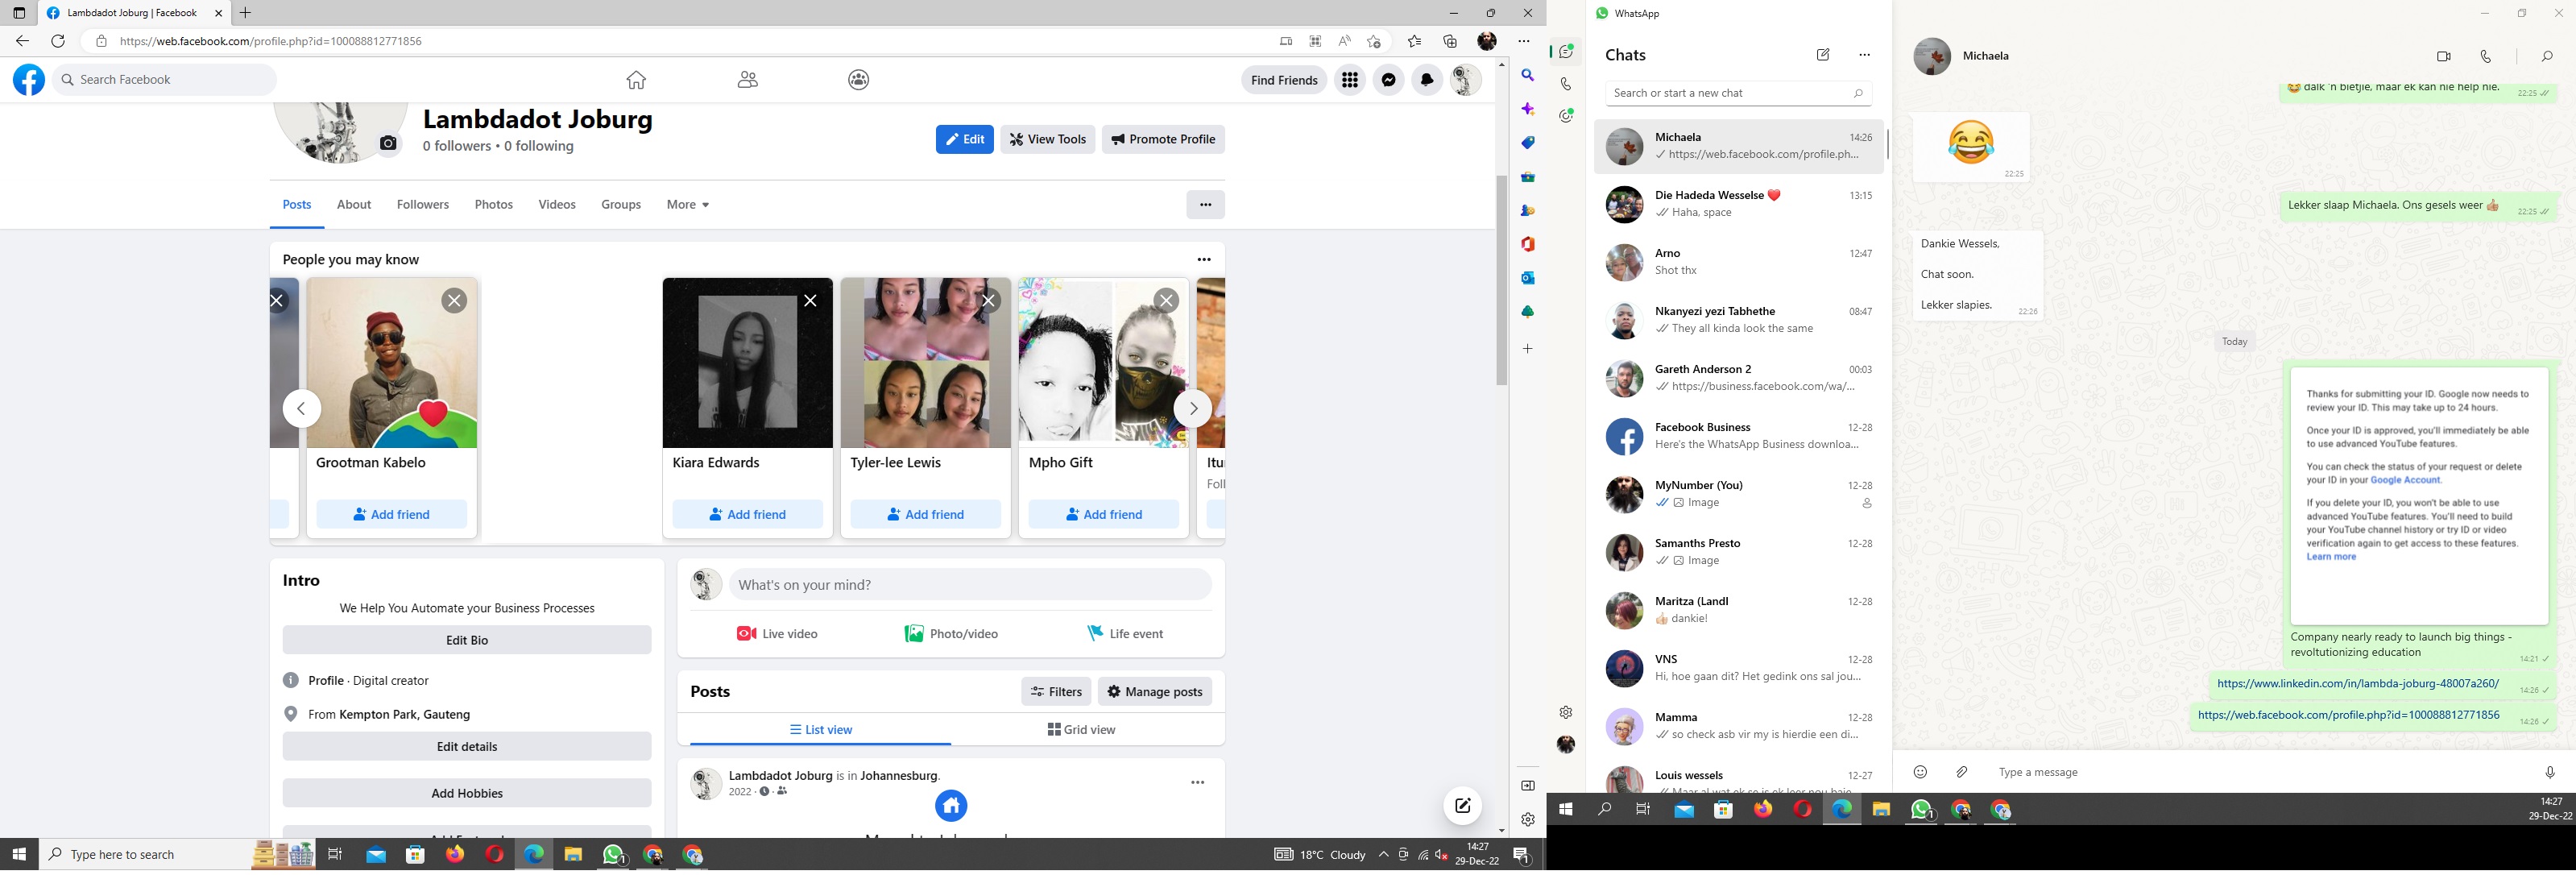 Lambdadot Joburg | Facebook
https://web.facebook.com/profile.php?id=100088812771856
Search Facebook
Find Friends
Lambdadot Joburg
0 followers • 0 following
Edit
View Tools
Promote Profile
Posts
About
Followers
Photos
Videos
Groups
More
People you may know
Grootman Kabelo
Kiara Edwards
Tyler-lee Lewis
Mpho Gift
Add friend
Add friend
Add friend
Add friend
Intro
We Help You Automate your Business Processes
Edit Bio
Profile · Digital creator
From Kempton Park, Gauteng
Edit details
Add Hobbies
What's on your mind?
Live video
Photo/video
Life event
Posts
Filters
Manage posts
List view
Grid view
Lambdadot Joburg is in Johannesburg.
2022
Type here to search
18°C Cloudy
14:27
29-Dec-22
WhatsApp
Chats
Search or start a new chat
Michaela
14:26
https://web.facebook.com/profile.ph...
Die Hadeda Wesselse ❤️
13:15
Haha, space
Arno
12:47
Shot thx
Nkanyezi yezi Tabhethe
08:47
They all kinda look the same
Gareth Anderson 2
00:03
https://business.facebook.com/wa/...
Facebook Business
12-28
Here's the WhatsApp Business downloa...
MyNumber (You)
12-28
Image
Samanths Presto
12-28
Image
Maritza (Landl
12-28
👍🏼 dankie!
VNS
12-28
Hi, hoe gaan dit? Het gedink ons sal jou...
Mamma
12-28
so check asb vir my is hierdie een di...
Louis wessels
12-27
Michaela
😂 dalk 'n bietjie, maar ek kan nie help nie.
22:25
😂
22:25
Lekker slaap Michaela. Ons gesels weer 👍🏼
22:25
Dankie Wessels,
Chat soon.
Lekker slapies.
22:26
Today
Thanks for submitting your ID. Google now needs to
review your ID. This may take up to 24 hours.
Once your ID is approved, you'll immediately be able
to use advanced YouTube features.
You can check the status of your request or delete
your ID in your Google Account.
If you delete your ID, you won't be able to use
advanced YouTube features. You'll need to build
your YouTube channel history or try ID or video
verification again to get access to these features.
Learn more
Company nearly ready to launch big things -
revoltutionizing education
14:21
https://www.linkedin.com/in/lambda-joburg-48007a260/
14:26
https://web.facebook.com/profile.php?id=100088812771856
14:26
Type a message
14:27
29-Dec-22